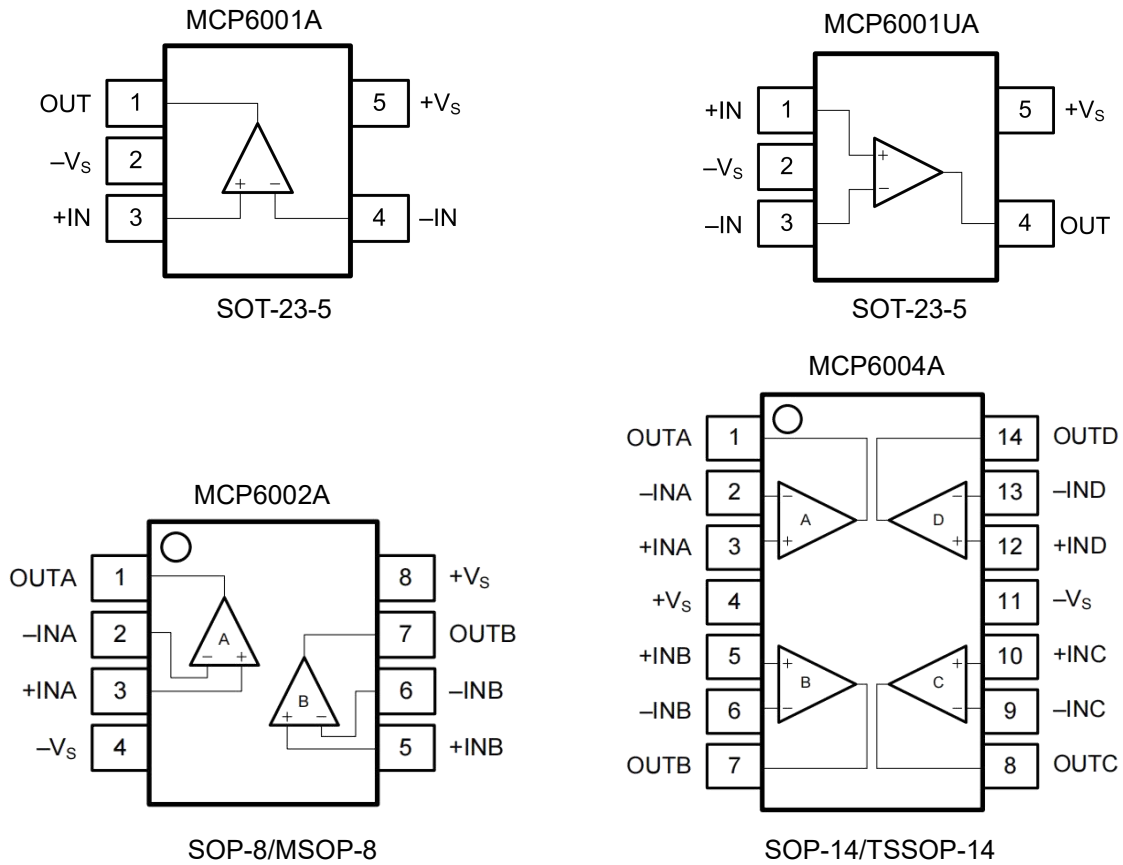 MCP6001A
OUT 1 5 +VS
–VS 2
+ –
+IN 3 4 –IN
SOT-23-5
MCP6001UA
+IN 1 5 +VS
–VS 2
+
–
–IN 3 4 OUT
SOT-23-5
MCP6002A
OUTA 1 8 +VS
–INA 2 A 7 OUTB
– +
+INA 3 B 6 –INB
+ –
–VS 4 5 +INB
SOP-8/MSOP-8
MCP6004A
OUTA 1 14 OUTD
–INA 2 – – 13 –IND
A D
+INA 3 + + 12 +IND
+VS 4 11 –VS
+INB 5 + + 10 +INC
B C
–INB 6 – – 9 –INC
OUTB 7 8 OUTC
SOP-14/TSSOP-14